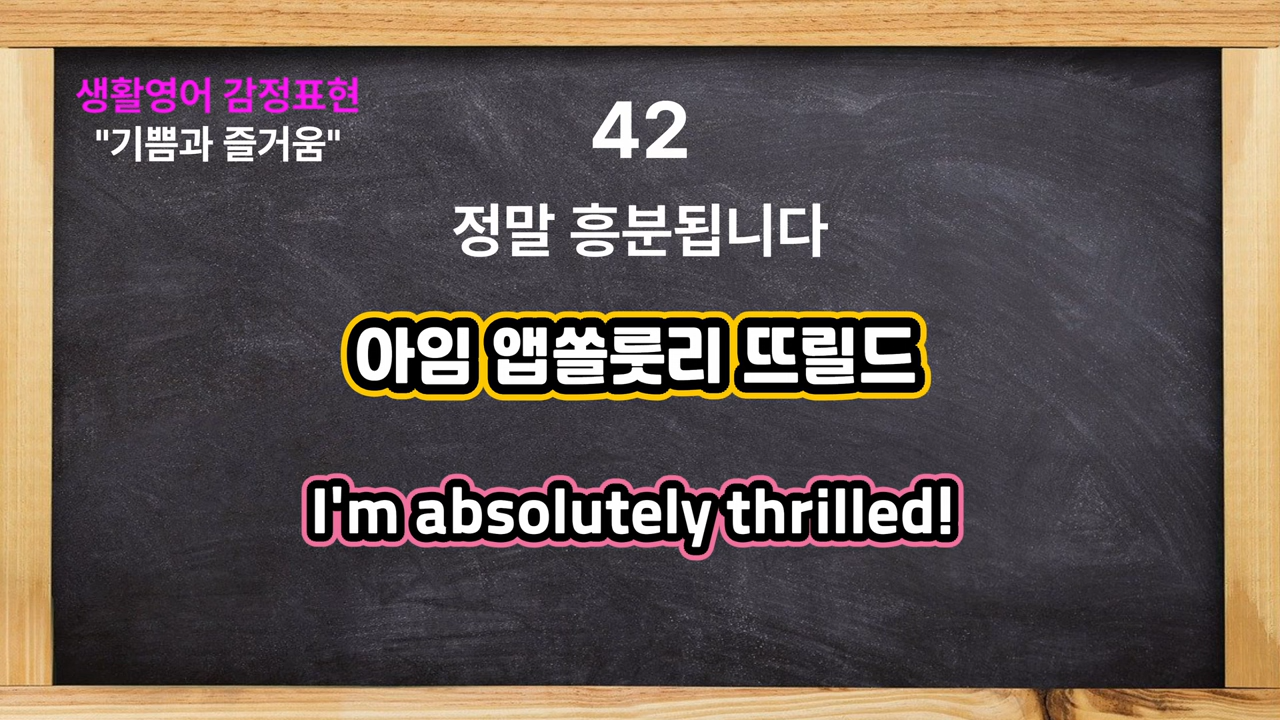 생활영어 감정표현
"기쁨과 즐거움"
42
정말 흥분됩니다
아임 앱쏠룻리 뜨릴드
I'm absolutely thrilled!